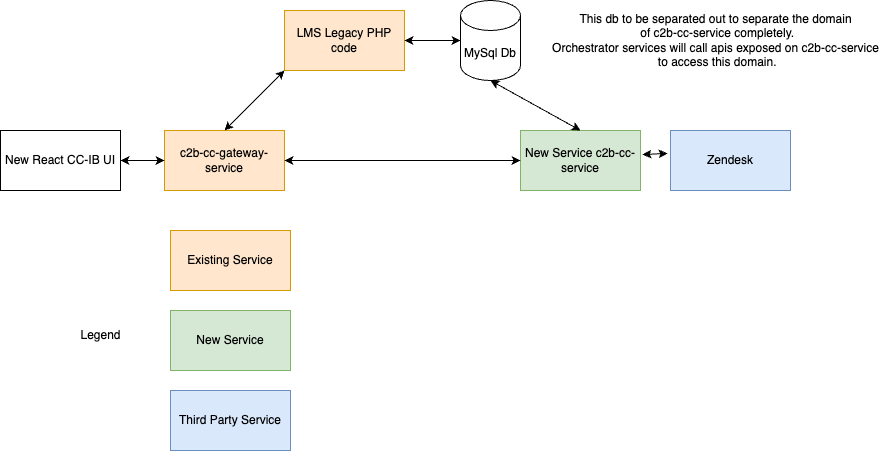 LMS Legacy PHP
code
MySql Db
This db to be separated out to separate the domain
of c2b-cc-service completely.
Orchestrator services will call apis exposed on c2b-cc-service
to access this domain.
New React CC-IB UI
c2b-cc-gateway-
service
New Service c2b-cc-
service
Zendesk
Existing Service
Legend
New Service
Third Party Service